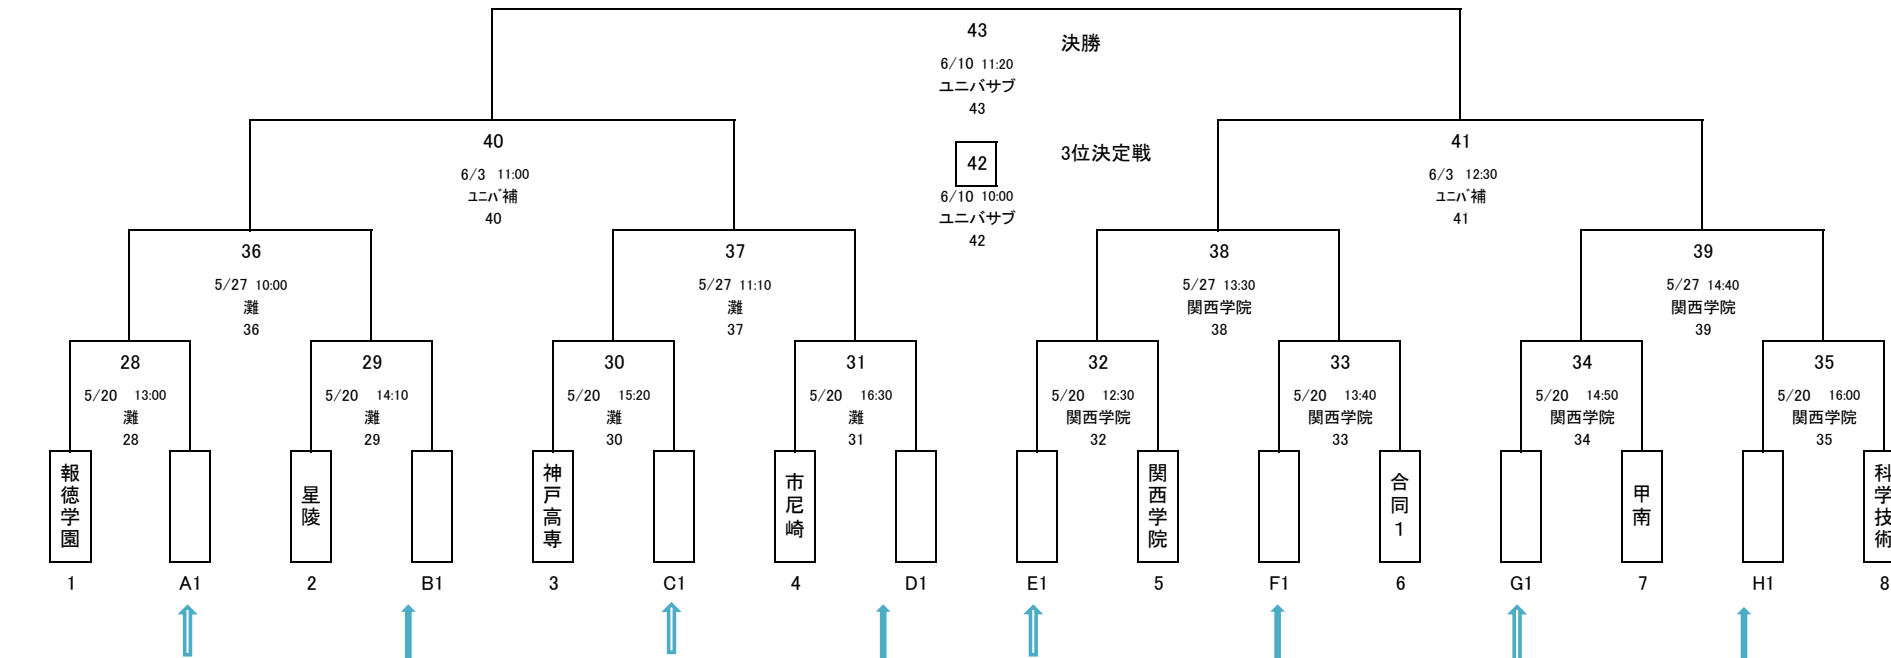 43
決勝
6/10 11:20
ユニバサブ
43
40
42
3位決定戦
41
6/3 11:00
ユニバ補
40
6/10 10:00
ユニバサブ
42
6/3 12:30
ユニバ補
41
36
37
38
39
5/27 10:00
灘
36
5/27 11:10
灘
37
5/27 13:30
関西学院
38
5/27 14:40
関西学院
39
28
29
30
31
32
33
34
35
5/20 13:00
灘
28
5/20 14:10
灘
29
5/20 15:20
灘
30
5/20 16:30
灘
31
5/20 12:30
関西学院
32
5/20 13:40
関西学院
33
5/20 14:50
関西学院
34
5/20 16:00
関西学院
35
報徳学園
星陵
神戸高専
市尼崎
関西学院
合同1
甲南
科学技術
1
A1
2
B1
3
C1
4
D1
E1
5
F1
6
G1
7
H1
8